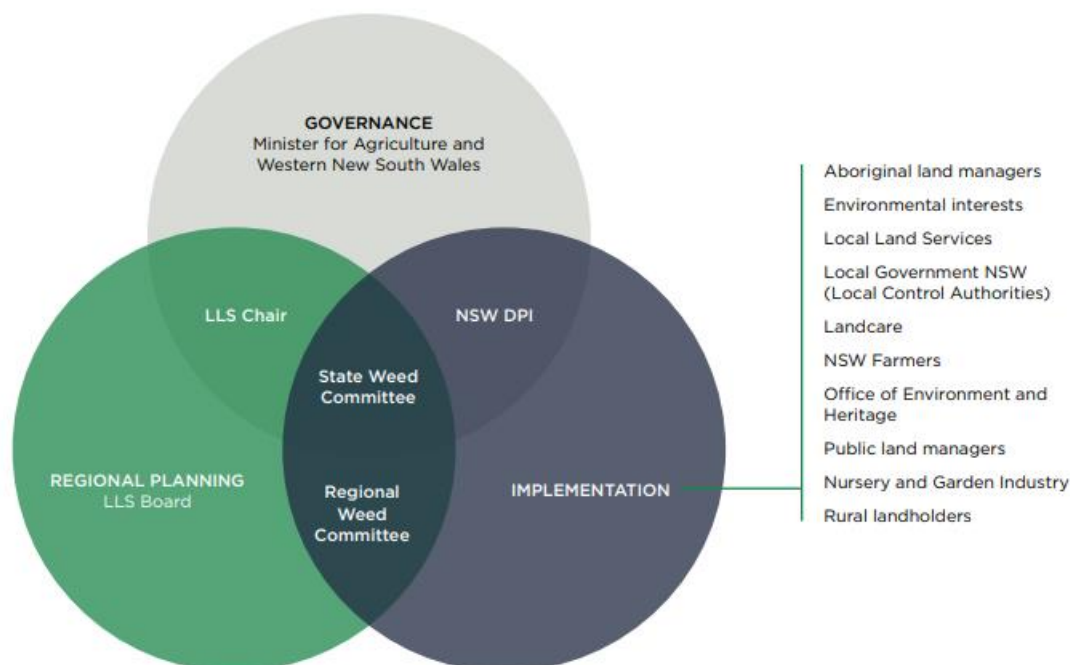 GOVERNANCE
Minister for Agriculture and
Western New South Wales
LLS Chair
NSW DPI
State Weed
Committee
REGIONAL PLANNING
LLS Board
Regional
Weed
Committee
IMPLEMENTATION
Aboriginal land managers
Environmental interests
Local Land Services
Local Government NSW
(Local Control Authorities)
Landcare
NSW Farmers
Office of Environment and
Heritage
Public land managers
Nursery and Garden Industry
Rural landholders